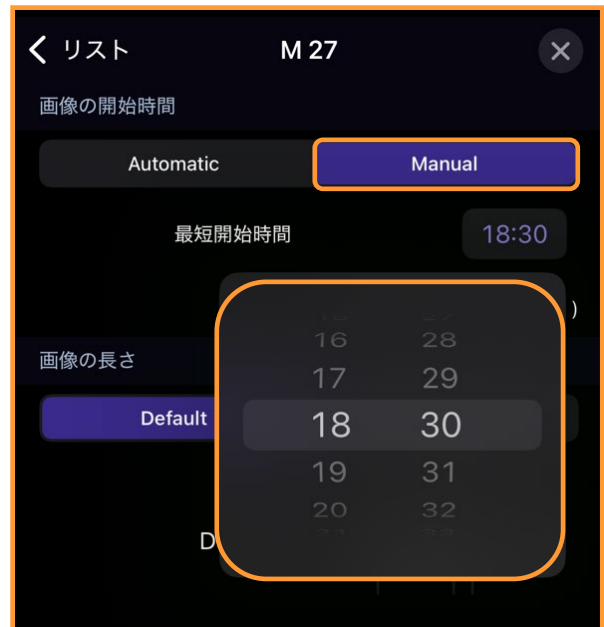 リスト
M 27
画像の開始時間
Automatic
Manual
最短開始時間
18:30
)
16 28
画像の長さ
17 29
Default
18 30
19 31
20 32
D